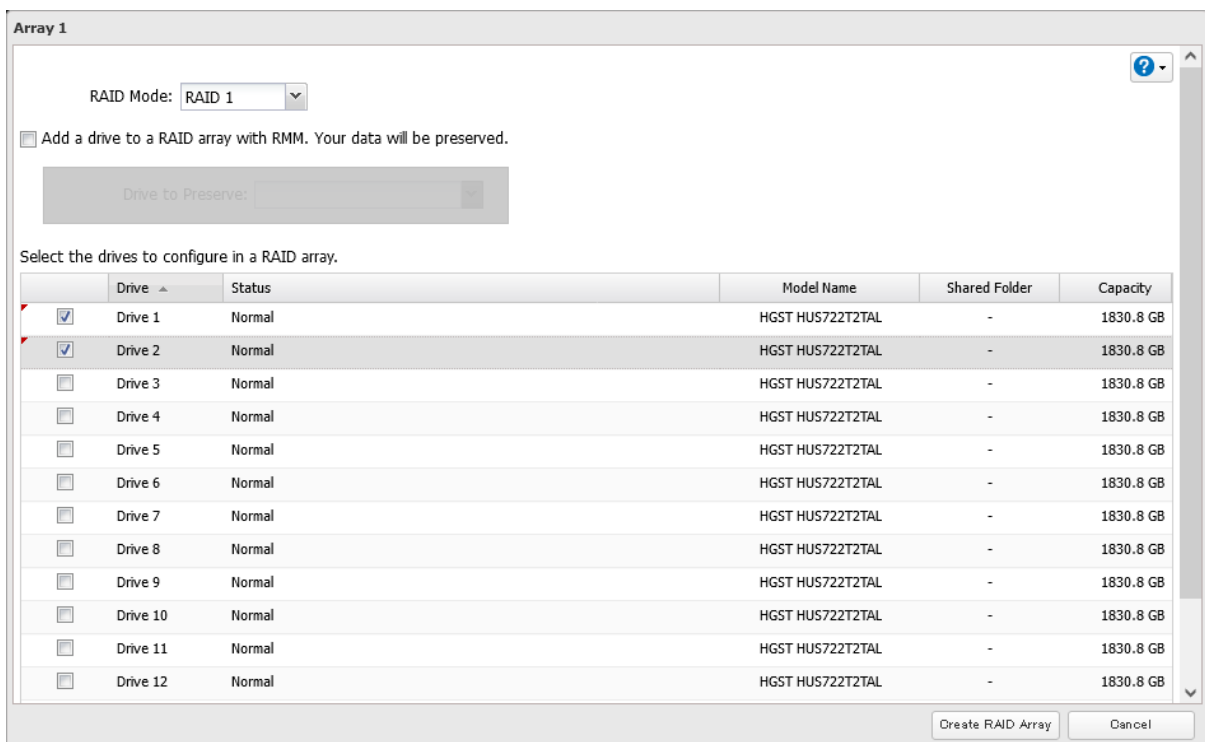 Array 1
RAID Mode: RAID 1
Add a drive to a RAID array with RMM. Your data will be preserved.
Drive to Preserve:
Select the drives to configure in a RAID array.
Drive Status Model Name Shared Folder Capacity
Drive 1 Normal HGST HUS722T2TAL - 1830.8 GB
Drive 2 Normal HGST HUS722T2TAL - 1830.8 GB
Drive 3 Normal HGST HUS722T2TAL - 1830.8 GB
Drive 4 Normal HGST HUS722T2TAL - 1830.8 GB
Drive 5 Normal HGST HUS722T2TAL - 1830.8 GB
Drive 6 Normal HGST HUS722T2TAL - 1830.8 GB
Drive 7 Normal HGST HUS722T2TAL - 1830.8 GB
Drive 8 Normal HGST HUS722T2TAL - 1830.8 GB
Drive 9 Normal HGST HUS722T2TAL - 1830.8 GB
Drive 10 Normal HGST HUS722T2TAL - 1830.8 GB
Drive 11 Normal HGST HUS722T2TAL - 1830.8 GB
Drive 12 Normal HGST HUS722T2TAL - 1830.8 GB
Create RAID Array Cancel